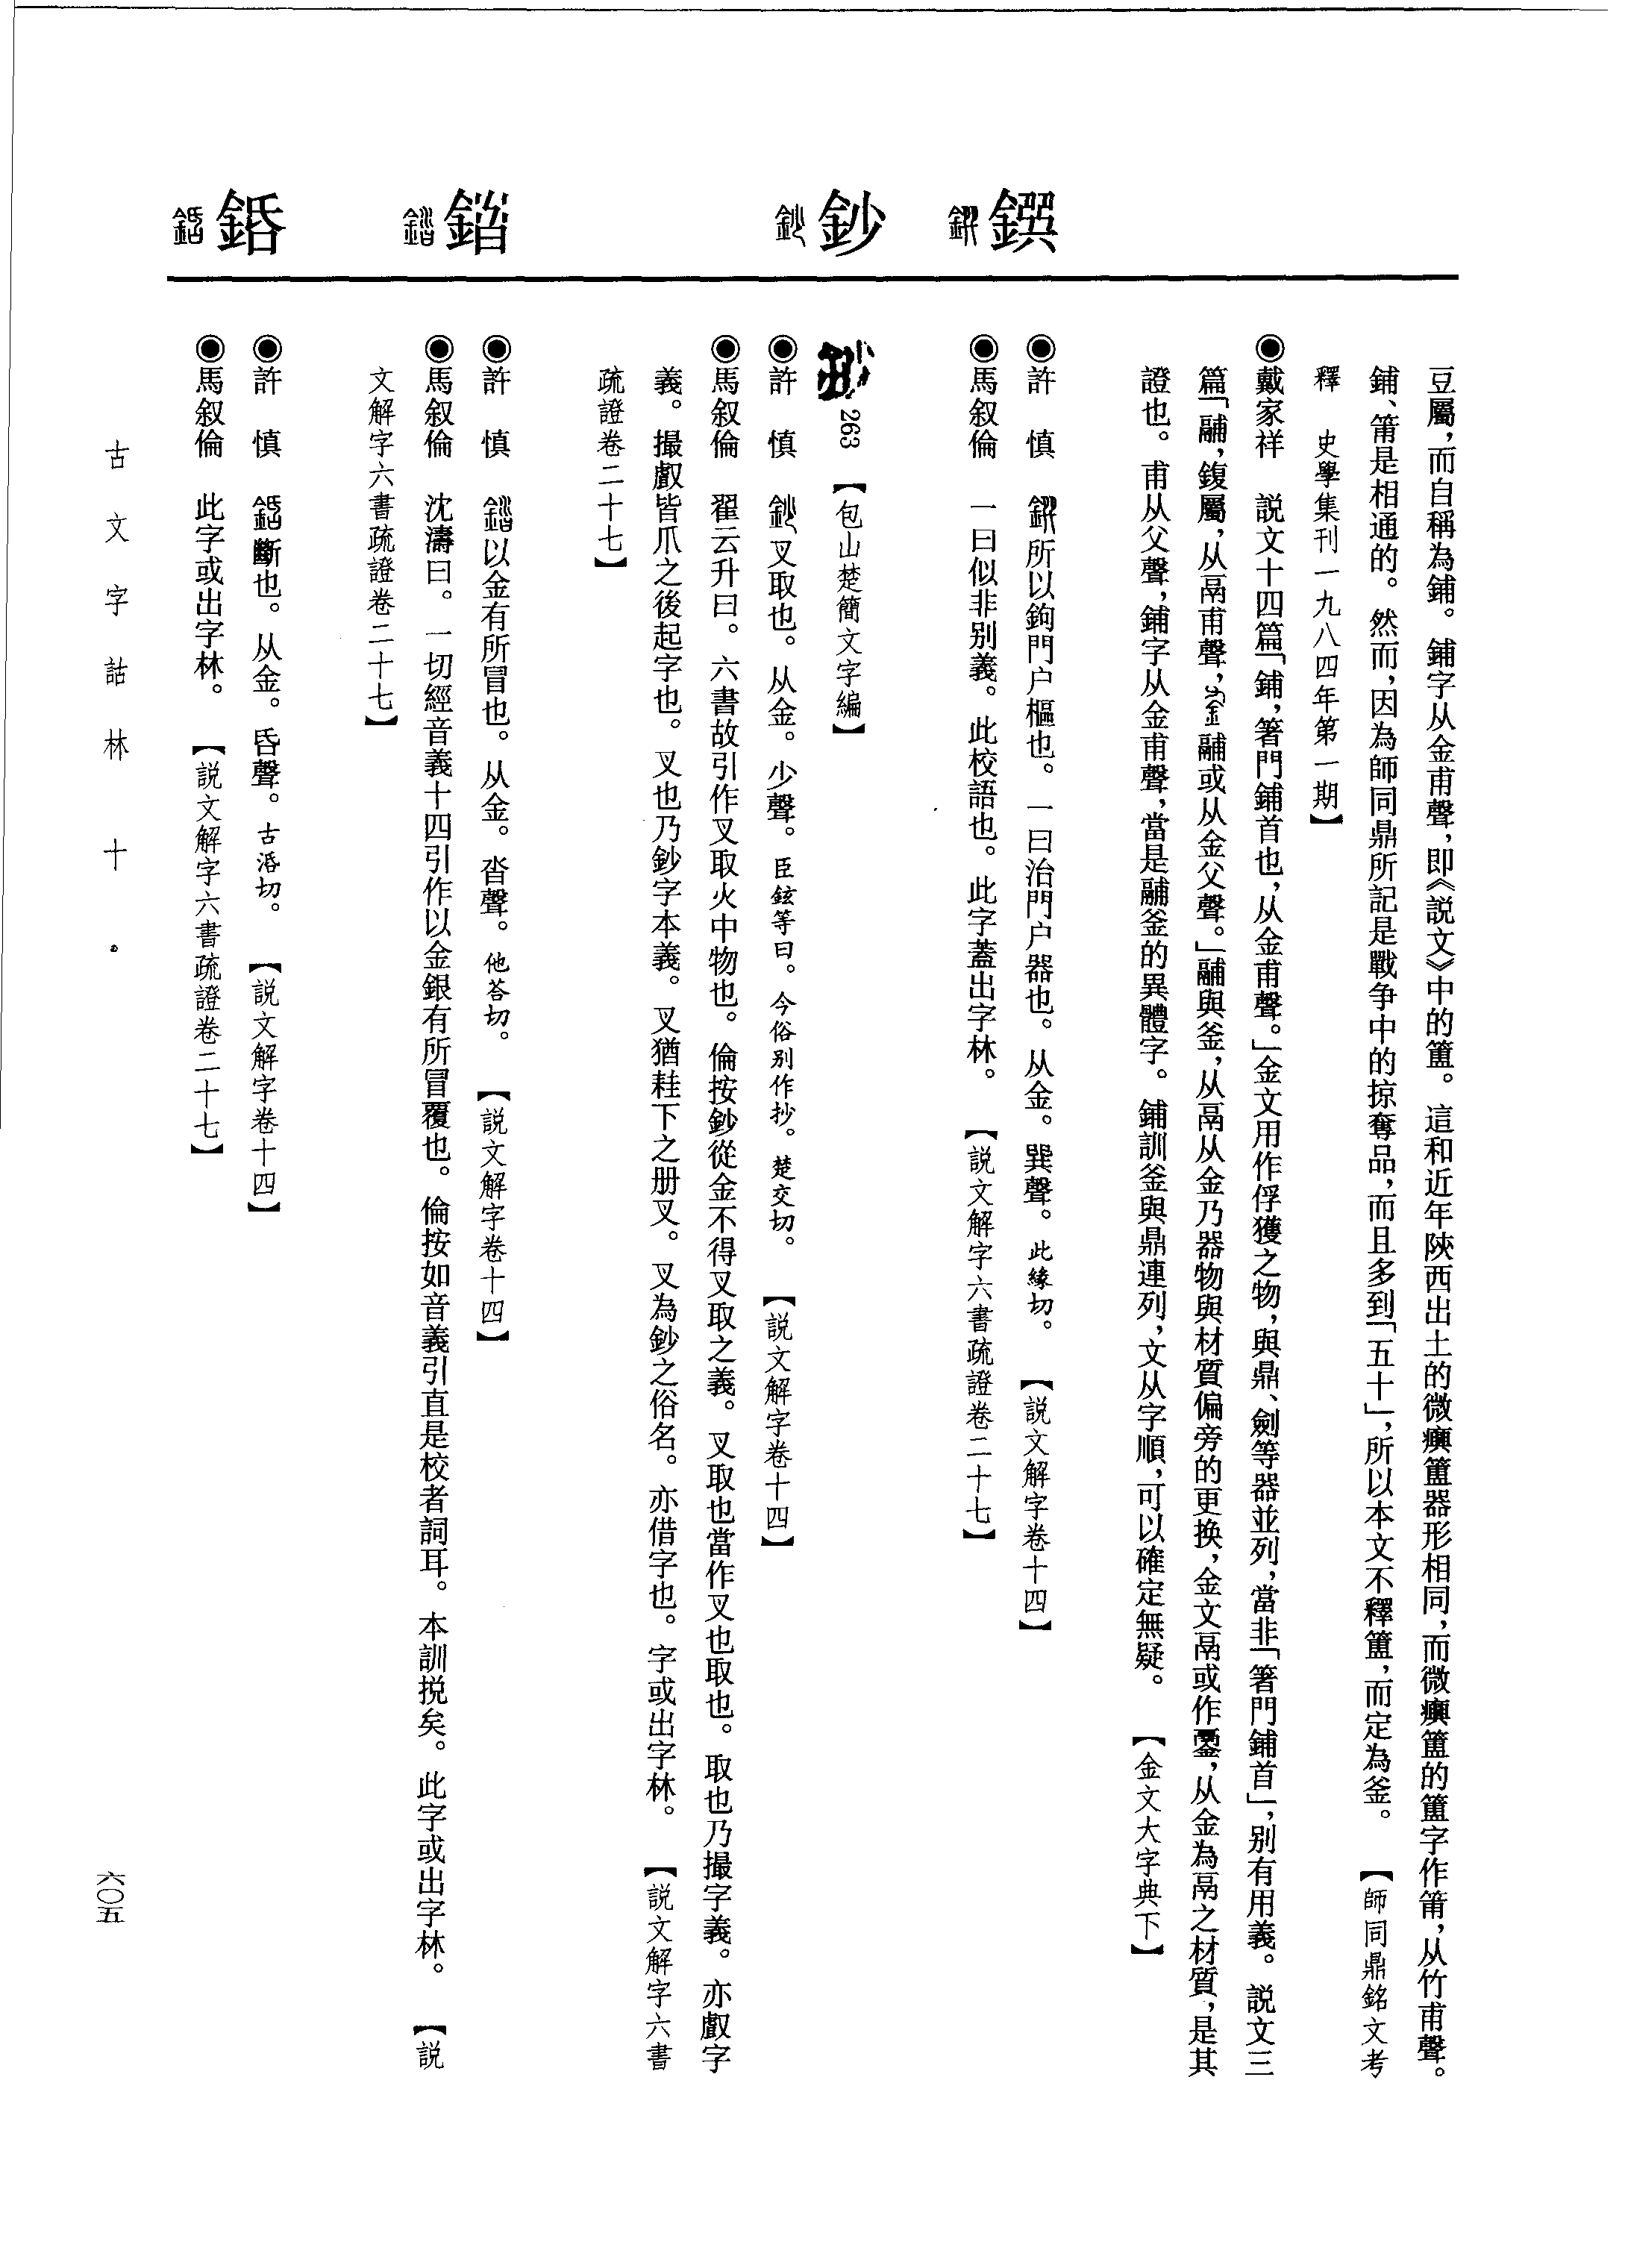 鐉
鈔
錔
銽
豆屬，而自稱為鋪。鋪字从金甫聲，即《説文》中的簠。這和近年陝西出土的微㾓簠器形相同，而微㾓簠的簠字作箐，从竹甫聲。
鋪、箐是相通的。然而，因為師同鼎所記是戰争中的掠奪品，而且多到「五十」，所以本文不釋簠，而定為釜。　【師同鼎銘文考
釋　史學集刊一九八四年第一期】
◉戴家祥　説文十四篇「鋪，箸門鋪首也，从金甫聲。」金文用作俘獲之物，與鼎、劍等器並列，當非「箸門鋪首」，别有用義。説文三
篇「鬴，鍑屬，从鬲甫聲，釜鬴或从金父聲。」鬴與釜，从鬲从金乃器物與材質偏旁的更换，金文鬲或作，从金為鬲之材質，是其
證也。甫从父聲，鋪字从金甫聲，當是鬴釜的異體字。鋪訓釜與鼎連列，文从字順，可以確定無疑。　【金文大字典下】
◉許　慎　鐉所以鉤門户樞也。一曰治門户器也。从金。巽聲。此緣切。　【説文解字卷十四】
◉馬叙倫　一曰似非别義。此校語也。此字蓋出字林。　【説文解字六書疏證卷二十七】
263　【包山楚簡文字編】
◉許　慎　鈔叉取也。从金。少聲。臣鉉等曰。今俗别作抄。楚交切。　【説文解字卷十四】
◉馬叙倫　翟云升曰。六書故引作叉取火中物也。倫按鈔從金不得叉取之義。叉取也當作叉也取也。取也乃撮字義。亦㪯字
義。撮㪯皆爪之後起字也。叉也乃鈔字本義。叉猶䎱下之册叉。叉為鈔之俗名。亦借字也。字或出字林。　【説文解字六書
疏證卷二十七】
◉許　慎　錔以金有所冒也。从金。沓聲。他荅切。　【説文解字卷十四】
◉馬叙倫　沈濤曰。一切經音義十四引作以金銀有所冒覆也。倫按如音義引直是校者詞耳。本訓挩矣。此字或出字林。　【説
文解字六書疏證卷二十七】
◉許　慎　銽斷也。从金。昏聲。古活切。　【説文解字卷十四】
◉馬叙倫　此字或出字林。　【説文解字六書疏證卷二十七】
古文字詁林　十
六〇五